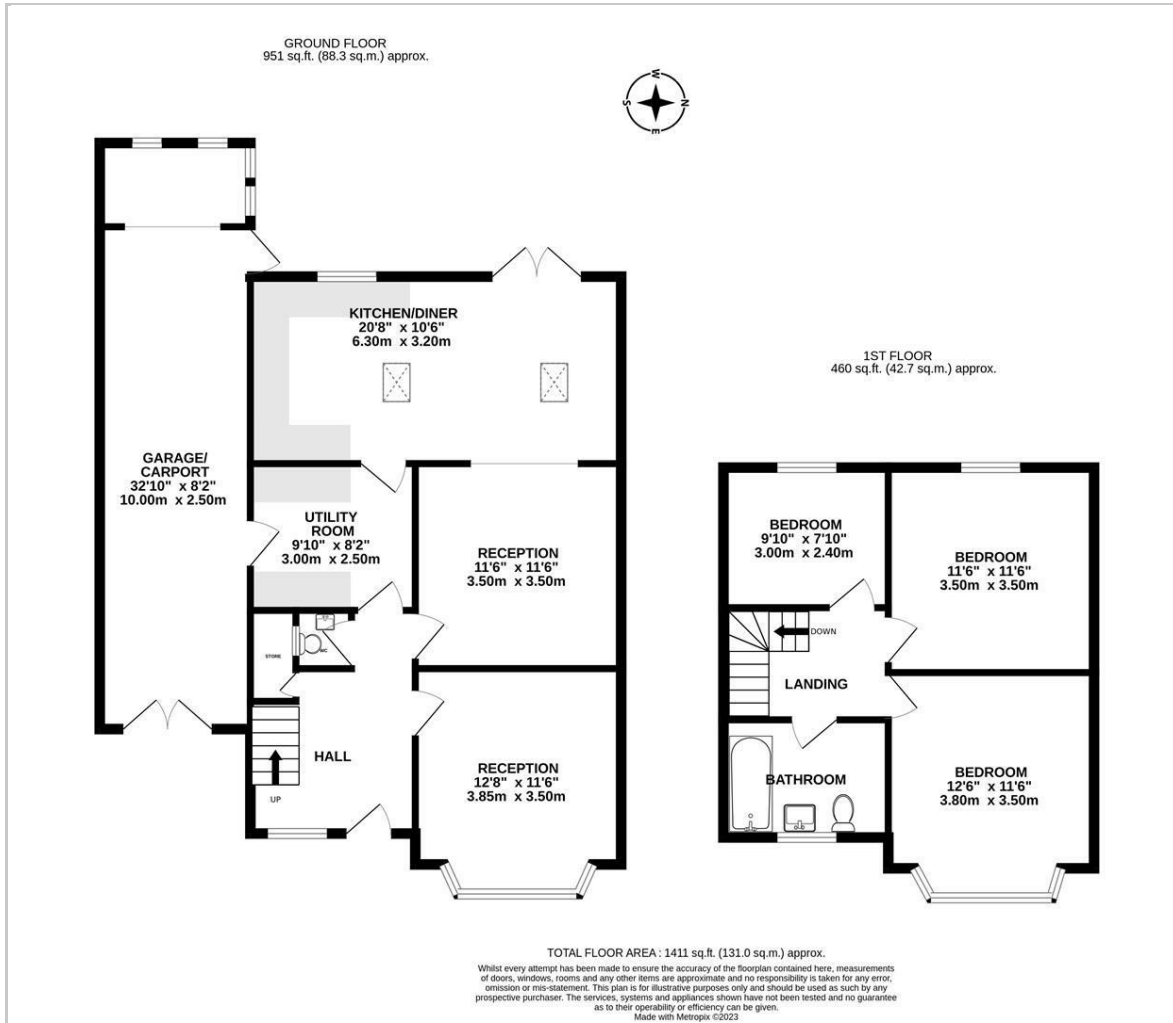 GROUND FLOOR
951 sq.ft. (88.3 sq.m.) approx.
W
S
N
E
KITCHEN/DINER
20'8" x 10'6"
6.30m x 3.20m
1ST FLOOR
460 sq.ft. (42.7 sq.m.) approx.
GARAGE/
CARPORT
32'10" x 8'2"
10.00m x 2.50m
UTILITY
ROOM
9'10" x 8'2"
3.00m x 2.50m
RECEPTION
11'6" x 11'6"
3.50m x 3.50m
BEDROOM
9'10" x 7'10"
3.00m x 2.40m
BEDROOM
11'6" x 11'6"
3.50m x 3.50m
STORE
WC
DOWN
LANDING
HALL
UP
RECEPTION
12'8" x 11'6"
3.85m x 3.50m
BATHROOM
BEDROOM
12'6" x 11'6"
3.80m x 3.50m
TOTAL FLOOR AREA : 1411 sq.ft. (131.0 sq.m.) approx.
Whilst every attempt has been made to ensure the accuracy of the floorplan contained here, measurements
of doors, windows, rooms and any other items are approximate and no responsibility is taken for any error,
omission or mis-statement. This plan is for illustrative purposes only and should be used as such by any
prospective purchaser. The services, systems and appliances shown have not been tested and no guarantee
as to their operability or efficiency can be given.
Made with Metropix ©2023